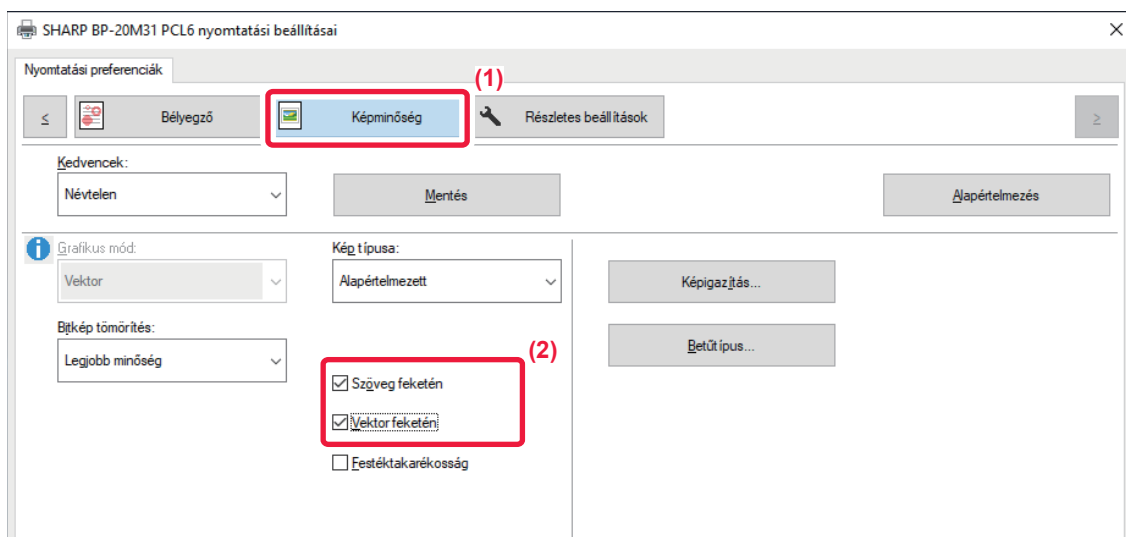 SHARP BP-20M31 PCL6 nyomtatási beállításai
Nyomtatási preferenciák
(1)
< Bélyegző Képminőség Részletes beállítások >
Kedvencek:
Névtelen Mentés Alapértelmezés
Grafikus mód: Kép típusa:
Vektor Alapértelmezett Képigazítás...
Bitkép tömörítés:
Legjobb minőség Betűtípus...
(2)
Szöveg feketén
Vektor feketén
Festéktakarékosság